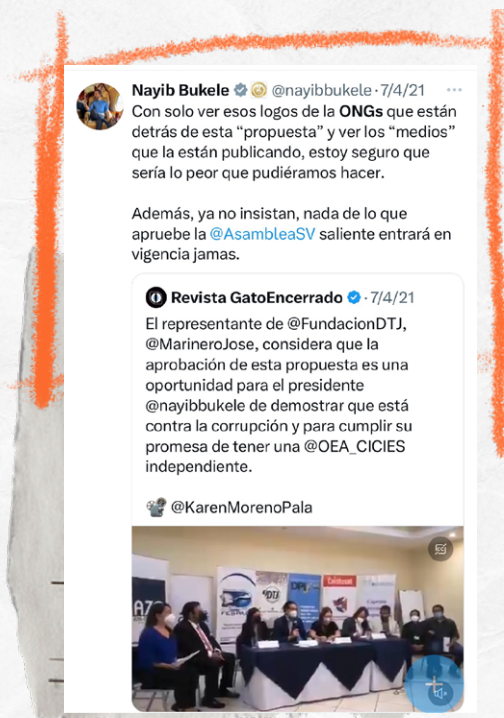 Nayib Bukele @nayibbukele · 7/4/21 ...
Con solo ver esos logos de la ONGs que están
detrás de esta “propuesta” y ver los “medios”
que la están publicando, estoy seguro que
sería lo peor que pudiéramos hacer.
Además, ya no insistan, nada de lo que
apruebe la @AsambleaSV saliente entrará en
vigencia jamas.
Revista GatoEncerrado · 7/4/21
El representante de @FundacionDTJ,
@MarineroJose, considera que la
aprobación de esta propuesta es una
oportunidad para el presidente
@nayibbukele de demostrar que está
contra la corrupción y para cumplir su
promesa de tener una @OEA_CICIES
independiente.
@KarenMorenoPala
DTJ
Cristosal